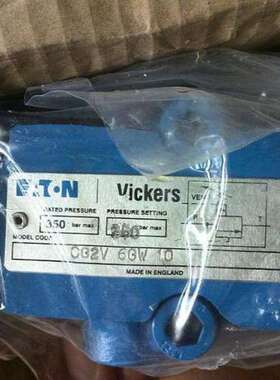 EATON Vickers
RATED PRESSURE PRESSURE SETTING
350 bar max 350 bar max
MODEL CODE
CG2V 6GW 10
MADE IN ENGLAND